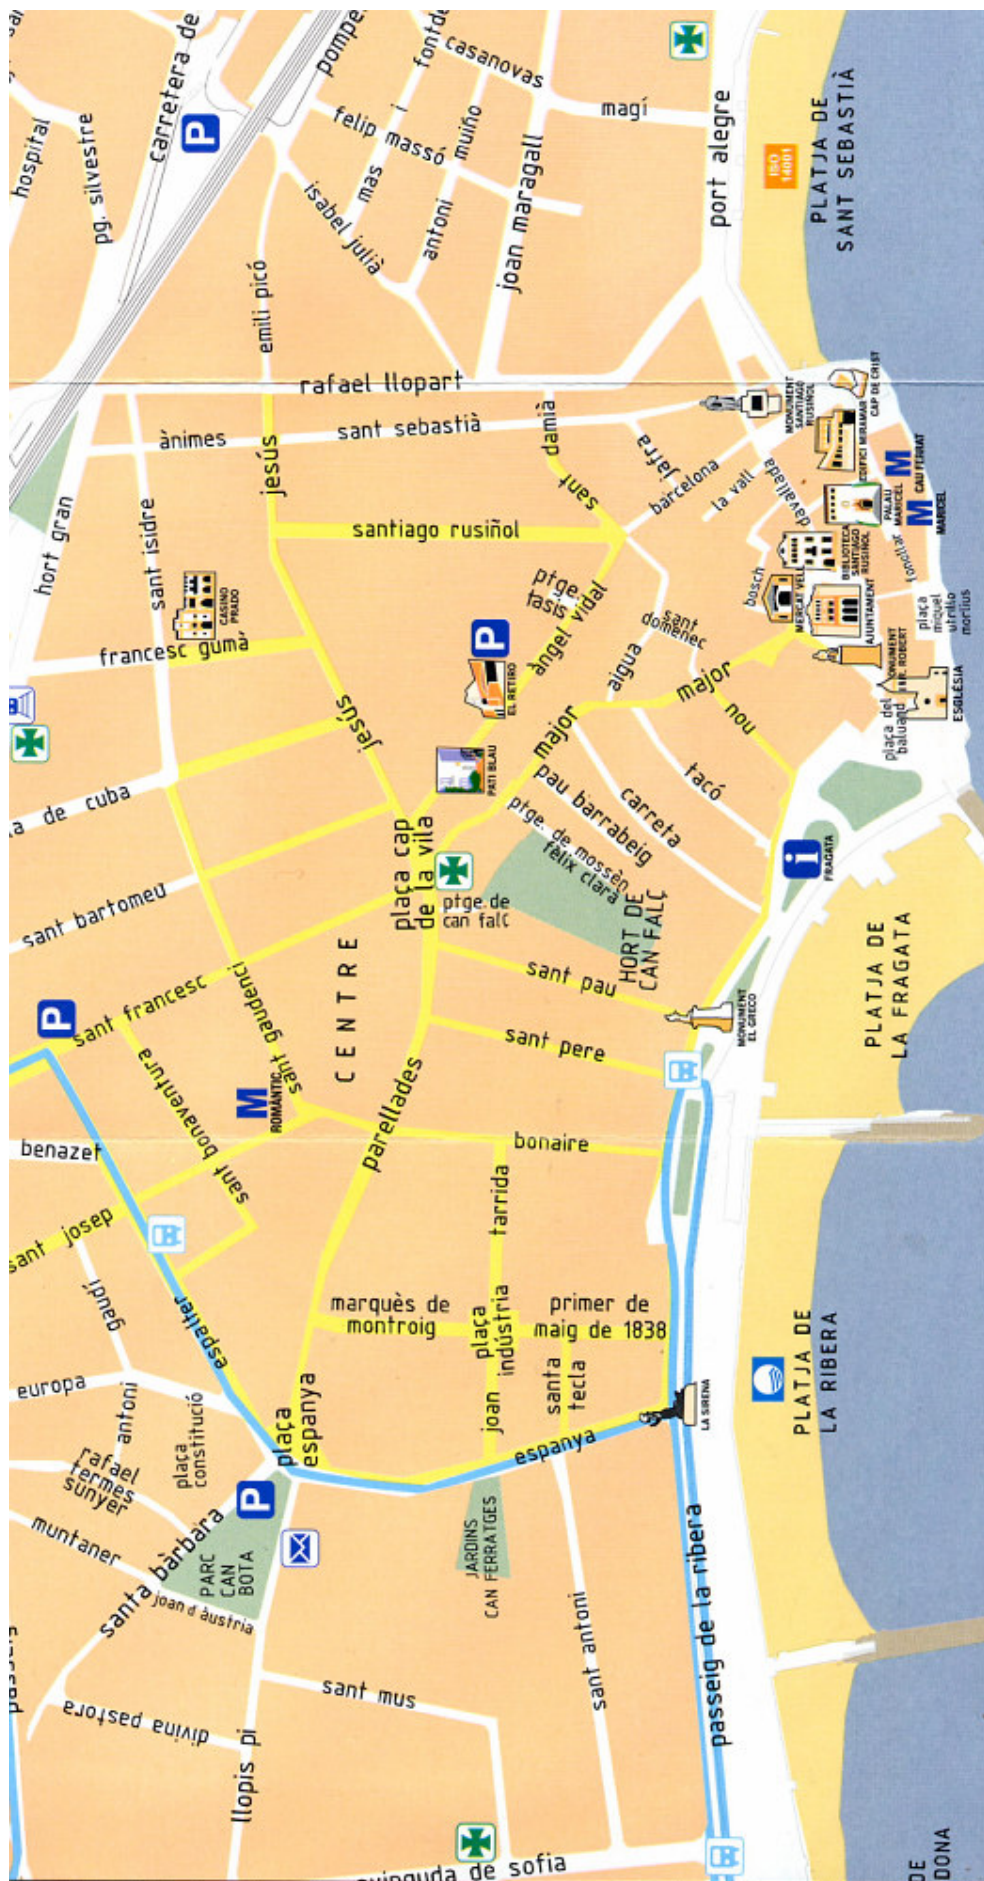 carretera de
pompe
fontde
casanovas
hospital
pg. silvestre
P
felip massó
mas i
muiño
magí
port alegre
PLATJA DE
SANT SEBASTIÀ
ISO
14001
isabel julià
antoni
joan maragall
emili picó
rafael llopart
ànimes
sant sebastià
damià
sant
jesús
jafra
barcelona
la vall
davallada
MONUMENT
SANTIAGO
RUSIÑOL
CAP DE CRIST
EDIFICI MIRAMAR
M
CAU FERRAT
PALAU
MARICEL
M
MARICEL
BIBLIOTECA
SANTIAGO
RUSIÑOL
fonollar
hort gran
sant isidre
santiago rusiñol
ptge.
tasis
àngel vidal
bosch
MERCAT VELL
AJUNTAMENT
plaça
miquel
utrillo
morlius
CASINO
PRADO
francesc gumà
P
EL RETIRO
sant
domènec
aigua
major
MONUMENT
DR. ROBERT
plaça del
baluand
ESGLÉSIA
jesús
major
nou
PATI BLAU
pau barrabeig
carreta
tacó
a de cuba
plaça cap
de la vila
ptge. de mossèn
fèlix clarà
i
FRAGATA
sant bartomeu
ptge. de
can falç
HORT DE
CAN FALÇ
PLATJA DE
LA FRAGATA
CENTRE
sant pau
P
sant francesc
sant gaudenci
MONUMENT
EL GRECO
sant pere
M
ROMÀNTIC
sant bonaventura
parellades
benazet
bonaire
tarrida
sant josep
gaudí
espalter
marquès de
montroig
plaça
indústria
primer de
maig de 1838
PLATJA DE
LA RIBERA
europa
antoni
plaça
constitució
plaça
espanya
joan
santa
tecla
LA SIRENA
espanya
rafael
termes
sunyer
P
muntaner
santa bàrbara
PARC
CAN
BOTA
joan d'àustria
JARDINS
CAN FERRATGES
sant antoni
passeig de la ribera
divina pastora
sant mus
llopis pi
vinguda de sofia
DE
DONA